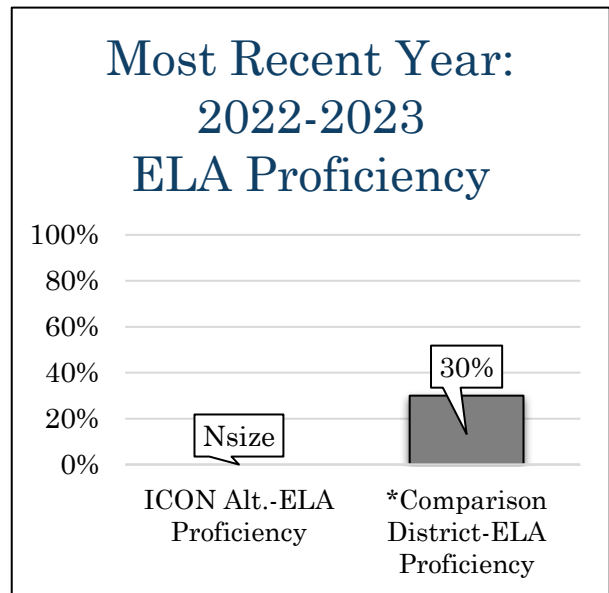 Most Recent Year:
2022-2023
ELA Proficiency
100%
80%
60%
40%
20%
0%
30%
Nsize
ICON Alt.-ELA
Proficiency
*Comparison
District-ELA
Proficiency